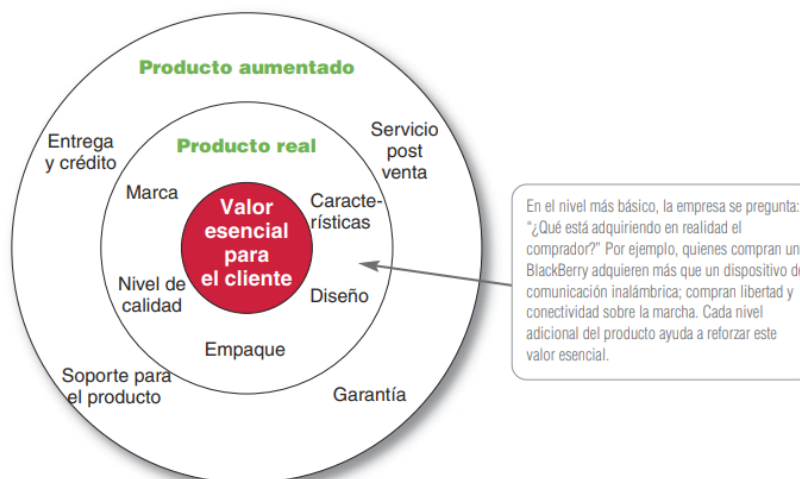 Producto aumentado
Entrega
y crédito
Producto real
Servicio
post
venta
Marca
Caracte-
rísticas
Valor
esencial
para
el cliente
Nivel de
calidad
Diseño
Empaque
Soporte para
el producto
Garantía
En el nivel más básico, la empresa se pregunta:
“¿Qué está adquiriendo en realidad el
comprador?” Por ejemplo, quienes compran un
BlackBerry adquieren más que un dispositivo de
comunicación inalámbrica; compran libertad y
conectividad sobre la marcha. Cada nivel
adicional del producto ayuda a reforzar este
valor esencial.